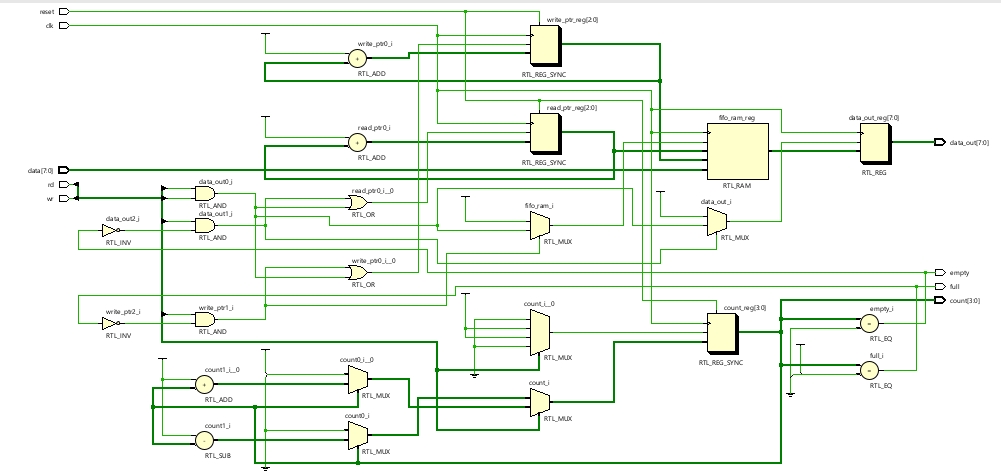 reset
clk
write_ptr_reg[2:0]
write_ptr0_i
+
RTL_ADD
RTL_REG_SYNC
read_ptr_reg[2:0]
read_ptr0_i
+
RTL_ADD
RTL_REG_SYNC
fifo_ram_reg
RTL_RAM
data_out_reg[7:0]
RTL_REG
data_out[7:0]
data[7:0]
rd
wr
data_out0_i
RTL_AND
data_out1_i
RTL_AND
data_out2_i
RTL_INV
read_ptr0_i__0
RTL_OR
fifo_ram_i
RTL_MUX
data_out_i
RTL_MUX
write_ptr0_i__0
RTL_OR
empty
full
count[3:0]
write_ptr2_i
RTL_INV
write_ptr1_i
RTL_AND
count_i__0
RTL_MUX
count_reg[3:0]
RTL_REG_SYNC
empty_i
=
RTL_EQ
full_i
=
RTL_EQ
count1_i__0
+
RTL_ADD
count0_i__0
RTL_MUX
count_i
RTL_MUX
count1_i
-
RTL_SUB
count0_i
RTL_MUX